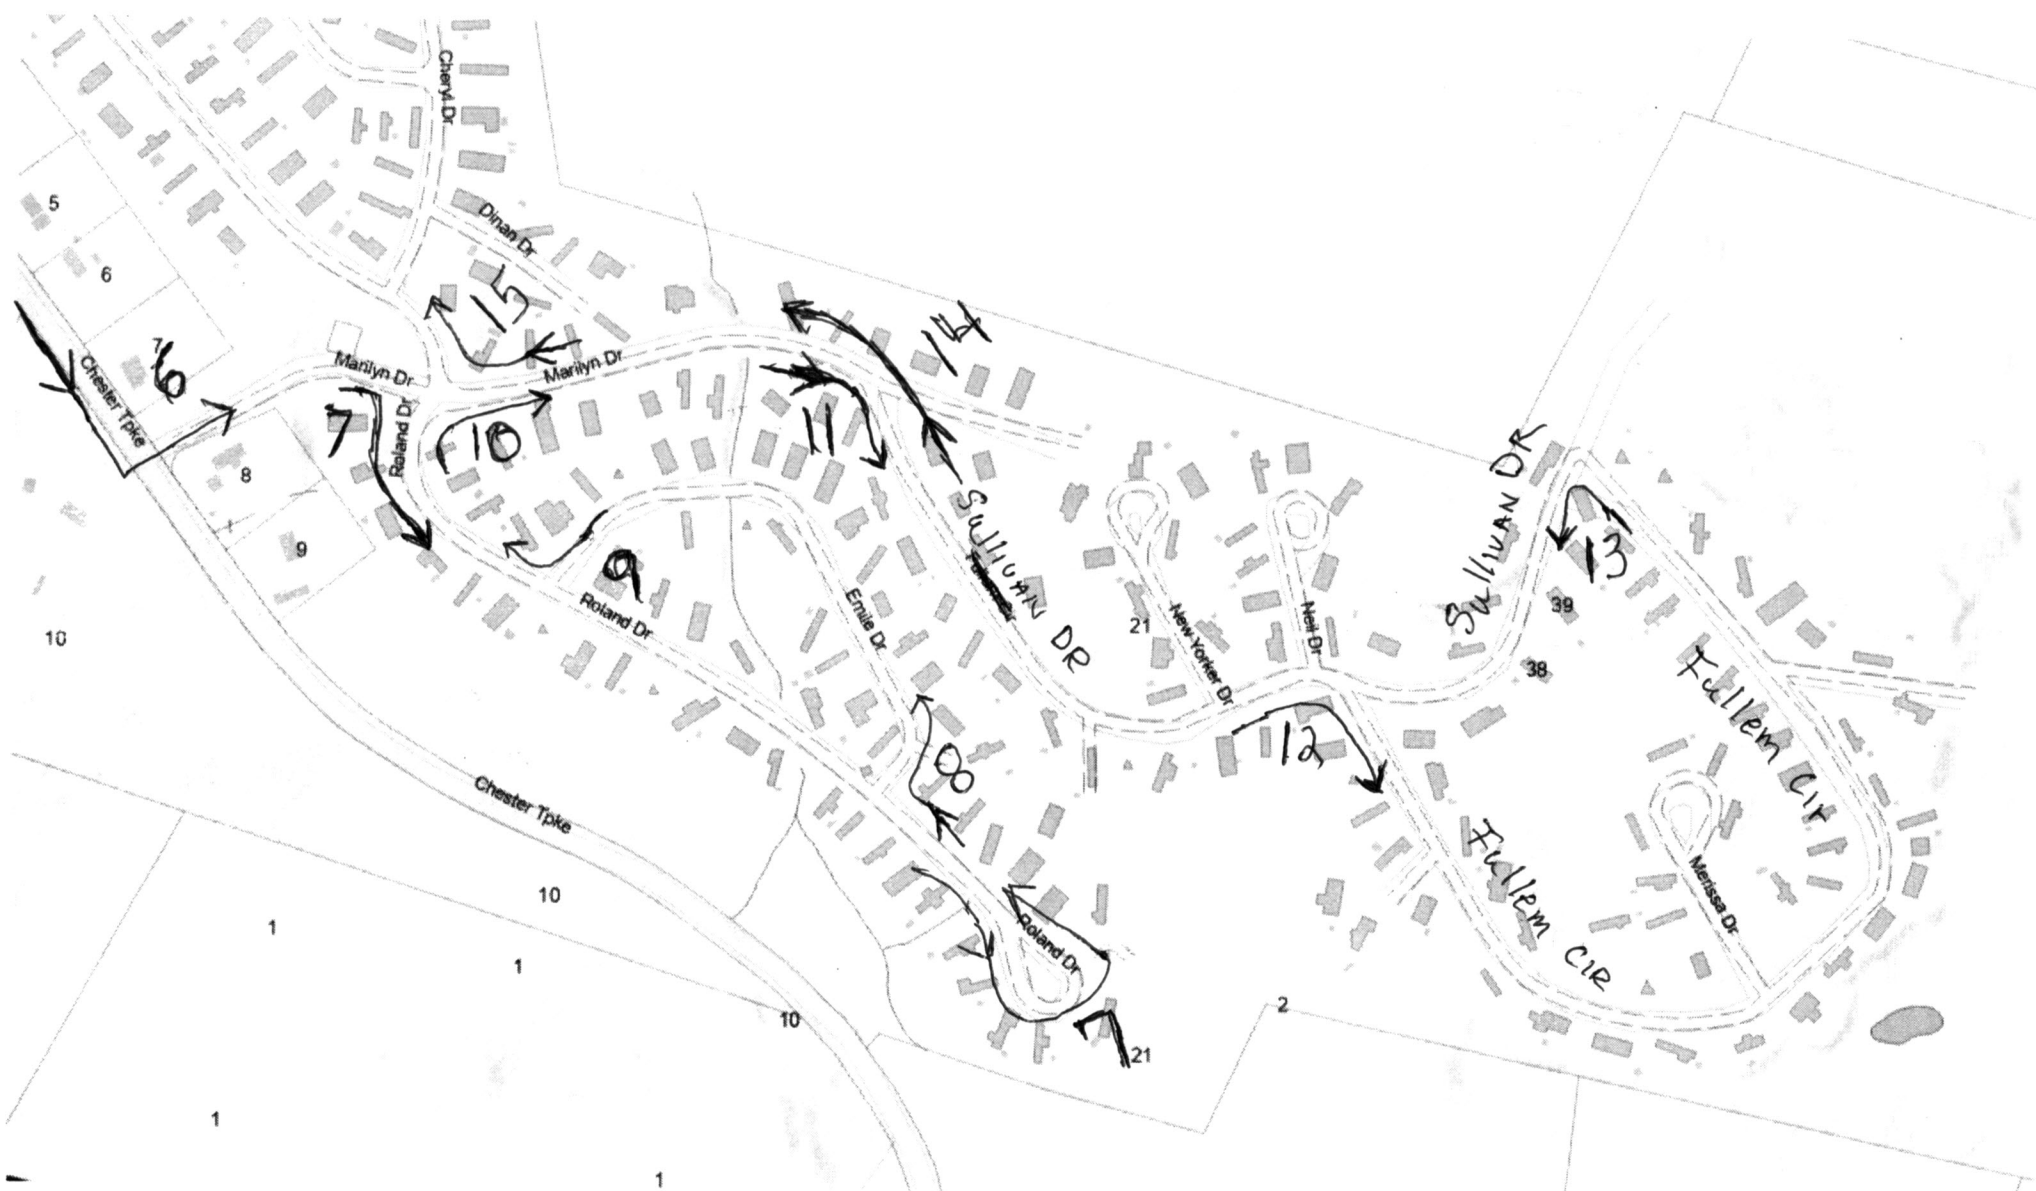 Cheryl Dr
5
Dinan Dr
6
15
14
7
6
Chester Tpke
Marilyn Dr
Marilyn Dr
7
Roland Dr
10
11
8
9
SullivAN DR
SullivAN DR
13
9
Roland Dr
Emile Dr
21
New Yorker Dr
Neil Dr
39
38
10
12
8
Fullem Cir
Chester Tpke
Fullem CIR
Merissa Dr
10
1
1
Roland Dr
10
2
7
21
1
1